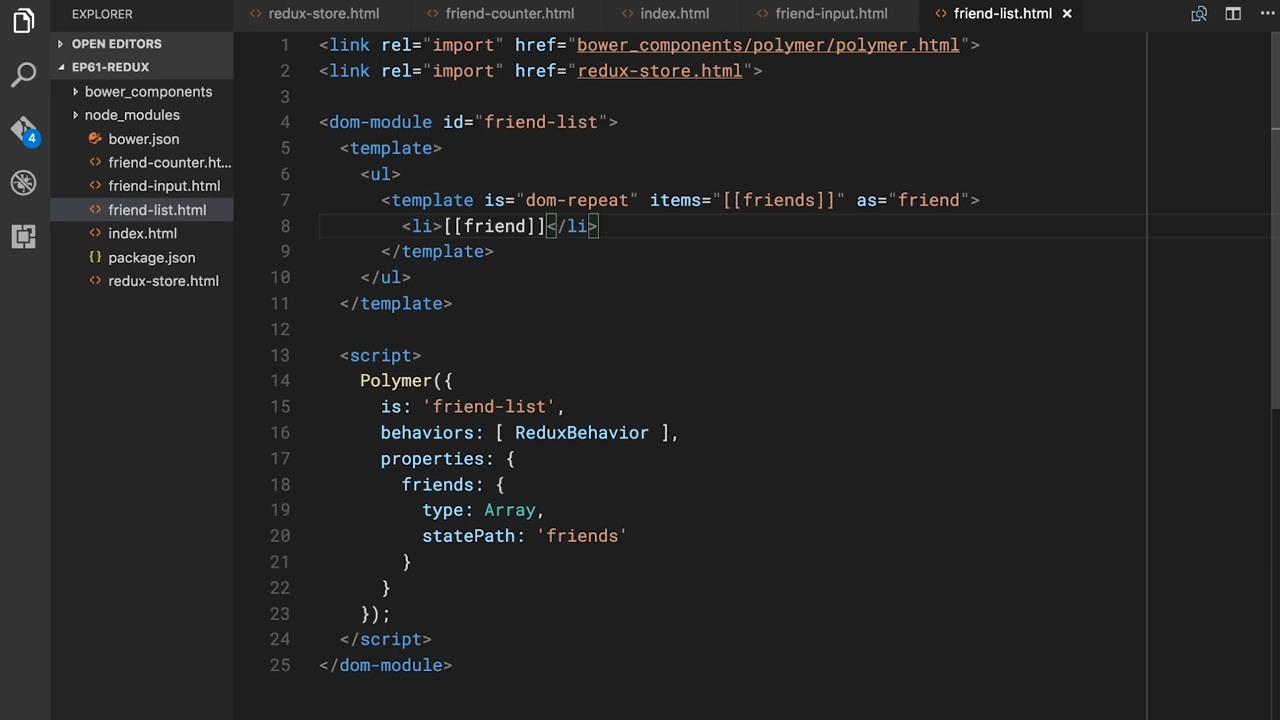 EXPLORER
OPEN EDITORS
EP61-REDUX
bower_components
node_modules
bower.json
friend-counter.ht...
friend-input.html
friend-list.html
index.html
package.json
redux-store.html
4
redux-store.html
friend-counter.html
index.html
friend-input.html
friend-list.html
1 <link rel="import" href="bower_components/polymer/polymer.html">
2 <link rel="import" href="redux-store.html">
3
4 <dom-module id="friend-list">
5   <template>
6     <ul>
7       <template is="dom-repeat" items="[[friends]]" as="friend">
8         <li>[[friend]]</li>
9       </template>
10     </ul>
11   </template>
12
13   <script>
14     Polymer({
15       is: 'friend-list',
16       behaviors: [ ReduxBehavior ],
17       properties: {
18         friends: {
19           type: Array,
20           statePath: 'friends'
21         }
22       }
23     });
24   </script>
25 </dom-module>